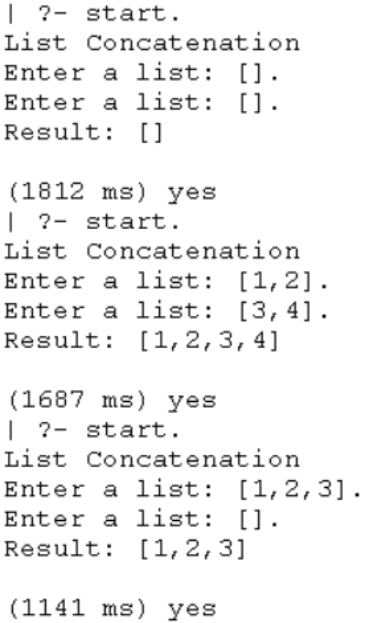 | ?- start.
List Concatenation
Enter a list: [].
Enter a list: [].
Result: []
(1812 ms) yes
| ?- start.
List Concatenation
Enter a list: [1,2].
Enter a list: [3,4].
Result: [1,2,3,4]
(1687 ms) yes
| ?- start.
List Concatenation
Enter a list: [1,2,3].
Enter a list: [].
Result: [1,2,3]
(1141 ms) yes